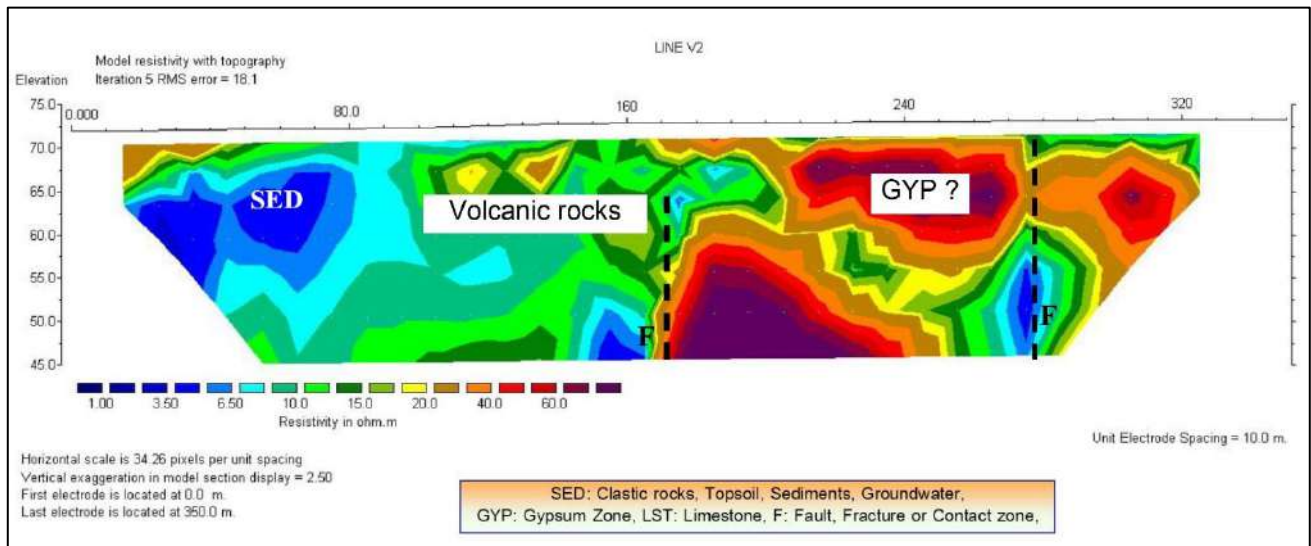 LINE V2
Model resistivity with topography
Iteration 5 RMS error = 18.1
Elevation
0.000 80.0 160 240 320
75.0
70.0
65.0
60.0
55.0
50.0
45.0
SED
Volcanic rocks
GYP ?
F
F
1.00 3.50 6.50 10.0 15.0 20.0 40.0 60.0
Resistivity in ohm.m
Unit Electrode Spacing = 10.0 m.
Horizontal scale is 34.26 pixels per unit spacing
Vertical exaggeration in model section display = 2.50
First electrode is located at 0.0 m.
Last electrode is located at 350.0 m.
SED: Clastic rocks, Topsoil, Sediments, Groundwater,
GYP: Gypsum Zone, LST: Limestone, F: Fault, Fracture or Contact zone,